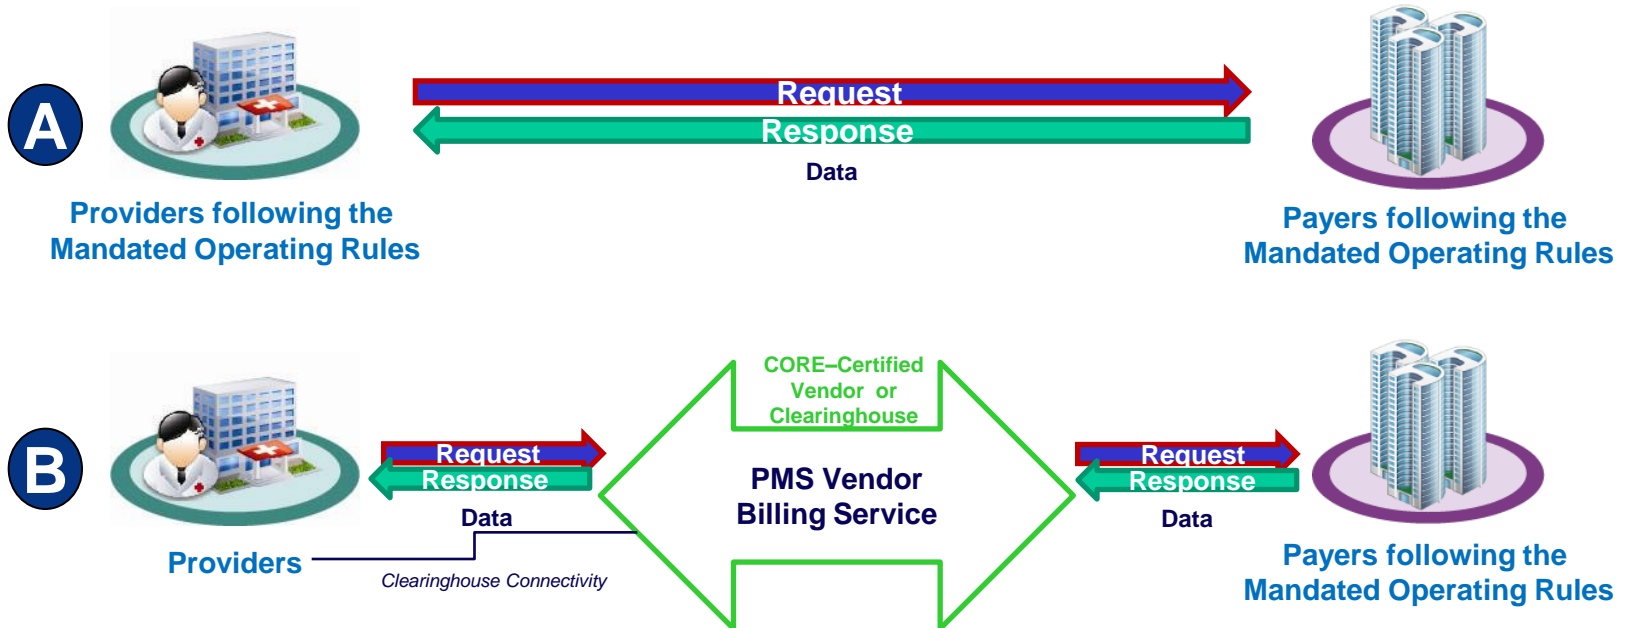 A
Request
Response
Data
Providers following the
Mandated Operating Rules
Payers following the
Mandated Operating Rules
B
CORE–Certified
Vendor or
Clearinghouse
Request
Response
Data
PMS Vendor
Billing Service
Request
Response
Data
Providers
Clearinghouse Connectivity
Payers following the
Mandated Operating Rules